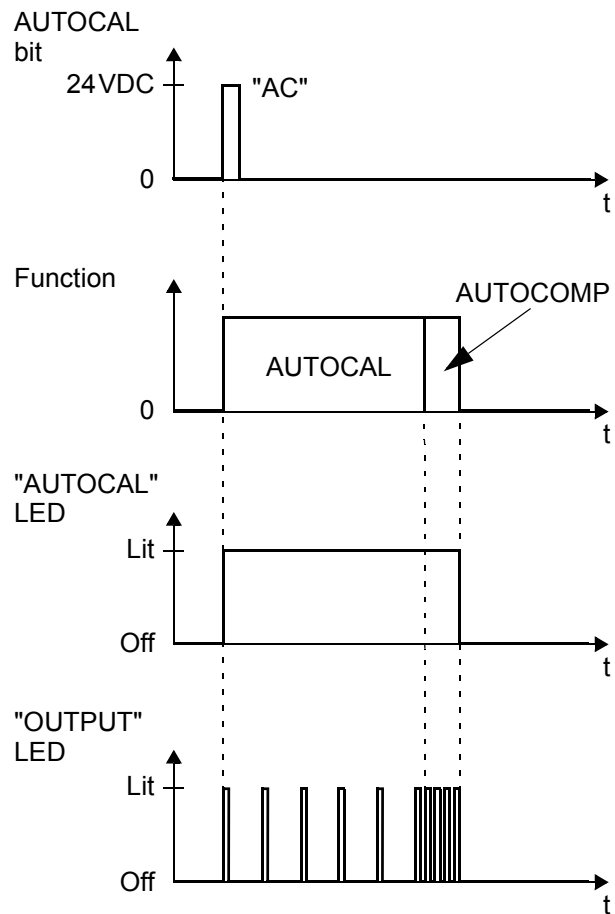 AUTOCAL
bit
24VDC
"AC"
0
t
Function
AUTOCOMP
AUTOCAL
0
t
"AUTOCAL"
LED
Lit
Off
t
"OUTPUT"
LED
Lit
Off
t